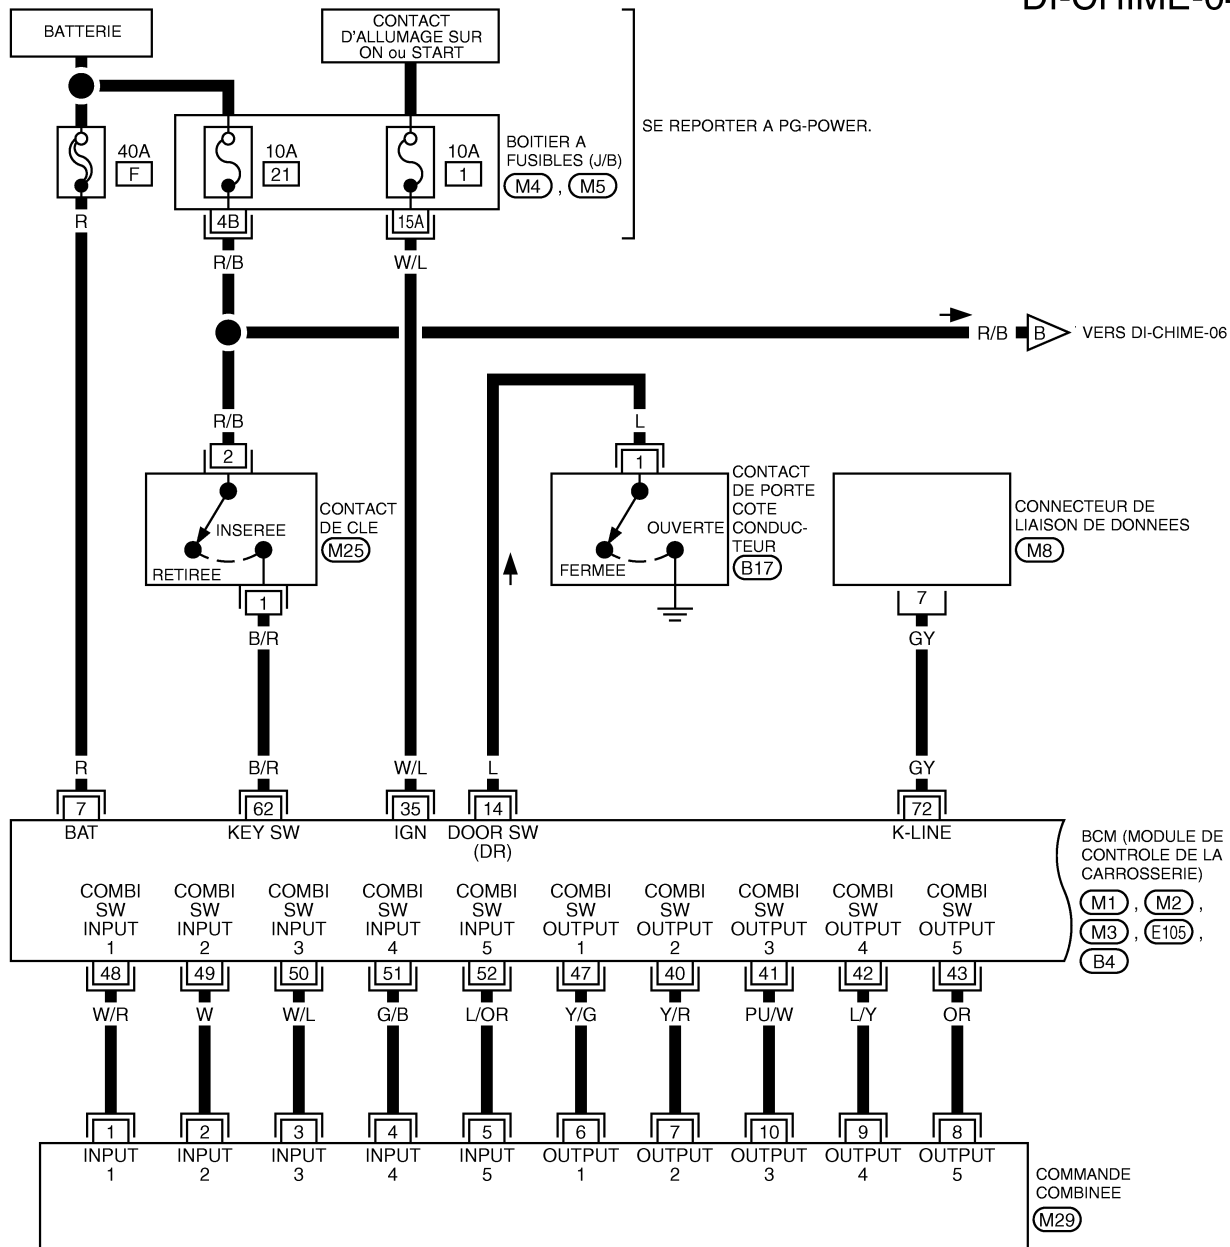 DI-CHIME-04
BATTERIE
CONTACT
D'ALLUMAGE SUR
ON ou START
SE REPORTER A PG-POWER.
40A
F
10A
21
10A
1
BOITIER A
FUSIBLES (J/B)
M4 , M5
R
4B
15A
R/B
W/L
R/B
B
VERS DI-CHIME-06
R/B
L
2
1
CONTACT
DE CLE
M25
INSEREE
RETIREE
CONTACT
DE PORTE
COTE
CONDUC-
TEUR
B17
OUVERTE
FERMEE
CONNECTEUR DE
LIAISON DE DONNEES
M8
1
7
B/R
GY
R
B/R
W/L
L
GY
7
62
35
14
72
BAT
KEY SW
IGN
DOOR SW
(DR)
K-LINE
BCM (MODULE DE
CONTROLE DE LA
CARROSSERIE)
M1 , M2 ,
M3 , E105 ,
B4
COMBI
SW
INPUT
1
COMBI
SW
INPUT
2
COMBI
SW
INPUT
3
COMBI
SW
INPUT
4
COMBI
SW
INPUT
5
COMBI
SW
OUTPUT
1
COMBI
SW
OUTPUT
2
COMBI
SW
OUTPUT
3
COMBI
SW
OUTPUT
4
COMBI
SW
OUTPUT
5
48
49
50
51
52
47
40
41
42
43
W/R
W
W/L
G/B
L/OR
Y/G
Y/R
PU/W
L/Y
OR
1
2
3
4
5
6
7
10
9
8
INPUT
1
INPUT
2
INPUT
3
INPUT
4
INPUT
5
OUTPUT
1
OUTPUT
2
OUTPUT
3
OUTPUT
4
OUTPUT
5
COMMANDE
COMBINEE
M29